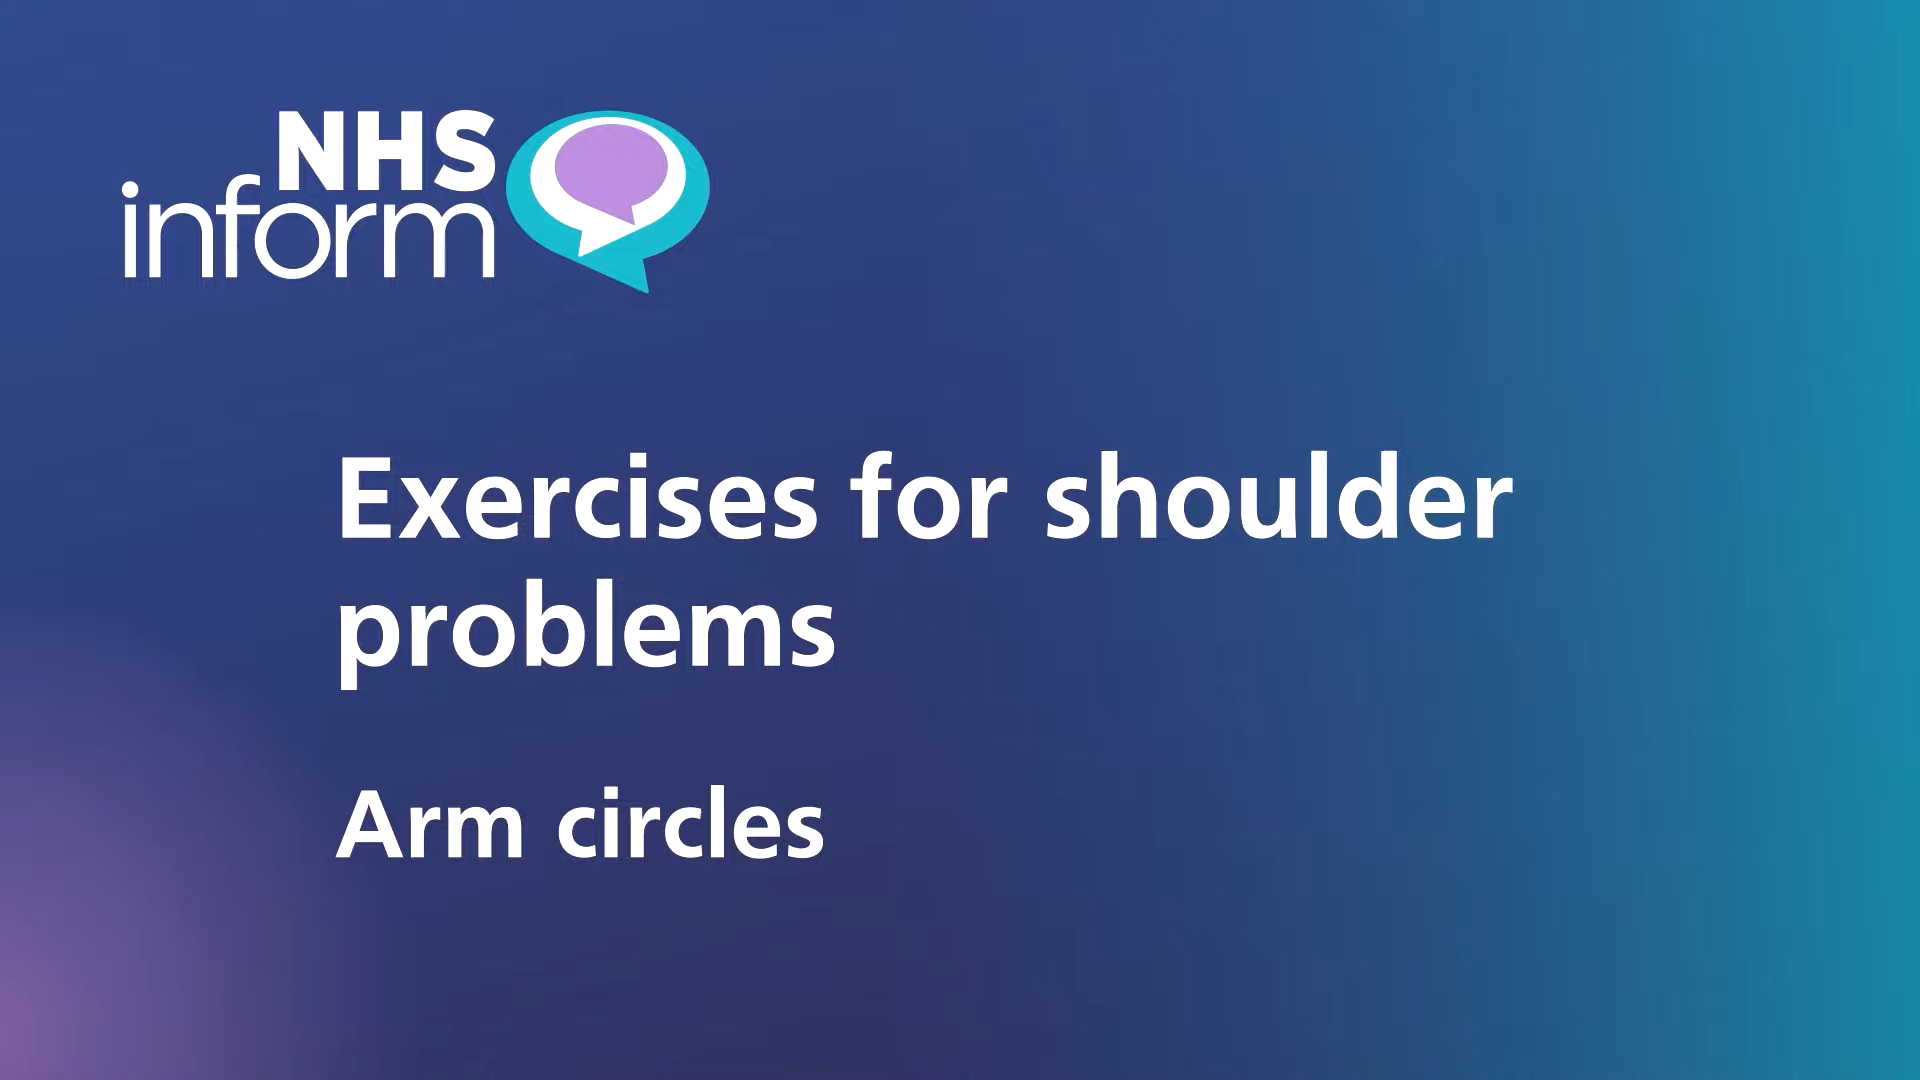 NHS
inform
Exercises for shoulder
problems
Arm circles